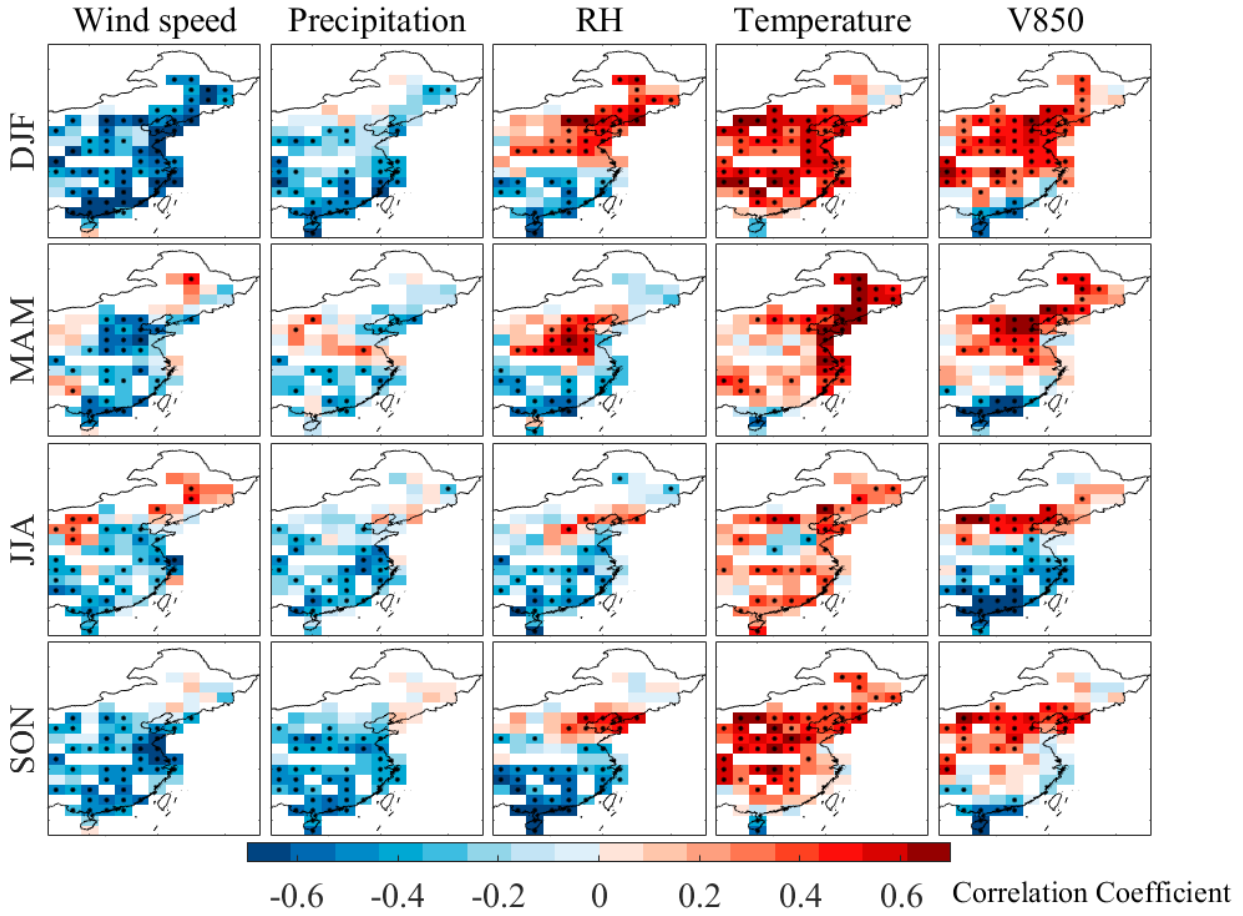 Wind speed Precipitation RH Temperature V850
DJF
MAM
JJA
SON
-0.6 -0.4 -0.2 0 0.2 0.4 0.6 Correlation Coefficient